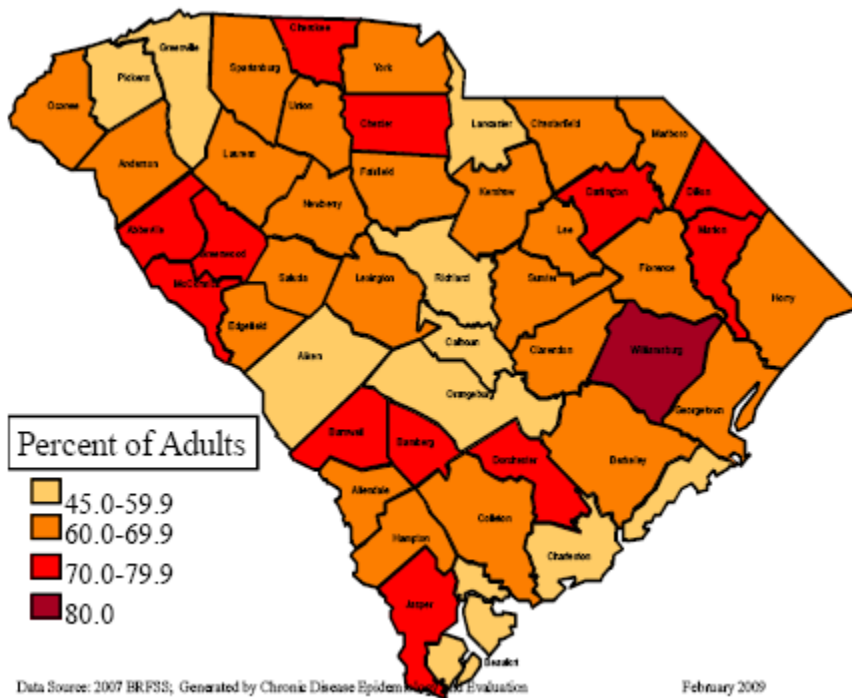 Cherokee
Greenville
York
Spartanburg
Pickens
Oconee
Union
Chester
Lancaster
Chesterfield
Marlboro
Anderson
Laurens
Fairfield
Kershaw
Darlington
Dillon
Newberry
Abbeville
Greenwood
Lee
Marion
Richland
Florence
Saluda
Lexington
Sumter
McCormick
Horry
Edgefield
Calhoun
Clarendon
Williamsburg
Aiken
Orangeburg
Georgetown
Percent of Adults
Barnwell
Bamberg
Dorchester
Berkeley
45.0-59.9
Allendale
Colleton
60.0-69.9
Hampton
Charleston
70.0-79.9
Jasper
80.0
Beaufort
Data Source: 2007 BRFSS; Generated by Chronic Disease Epidem and Evaluation
February 2009